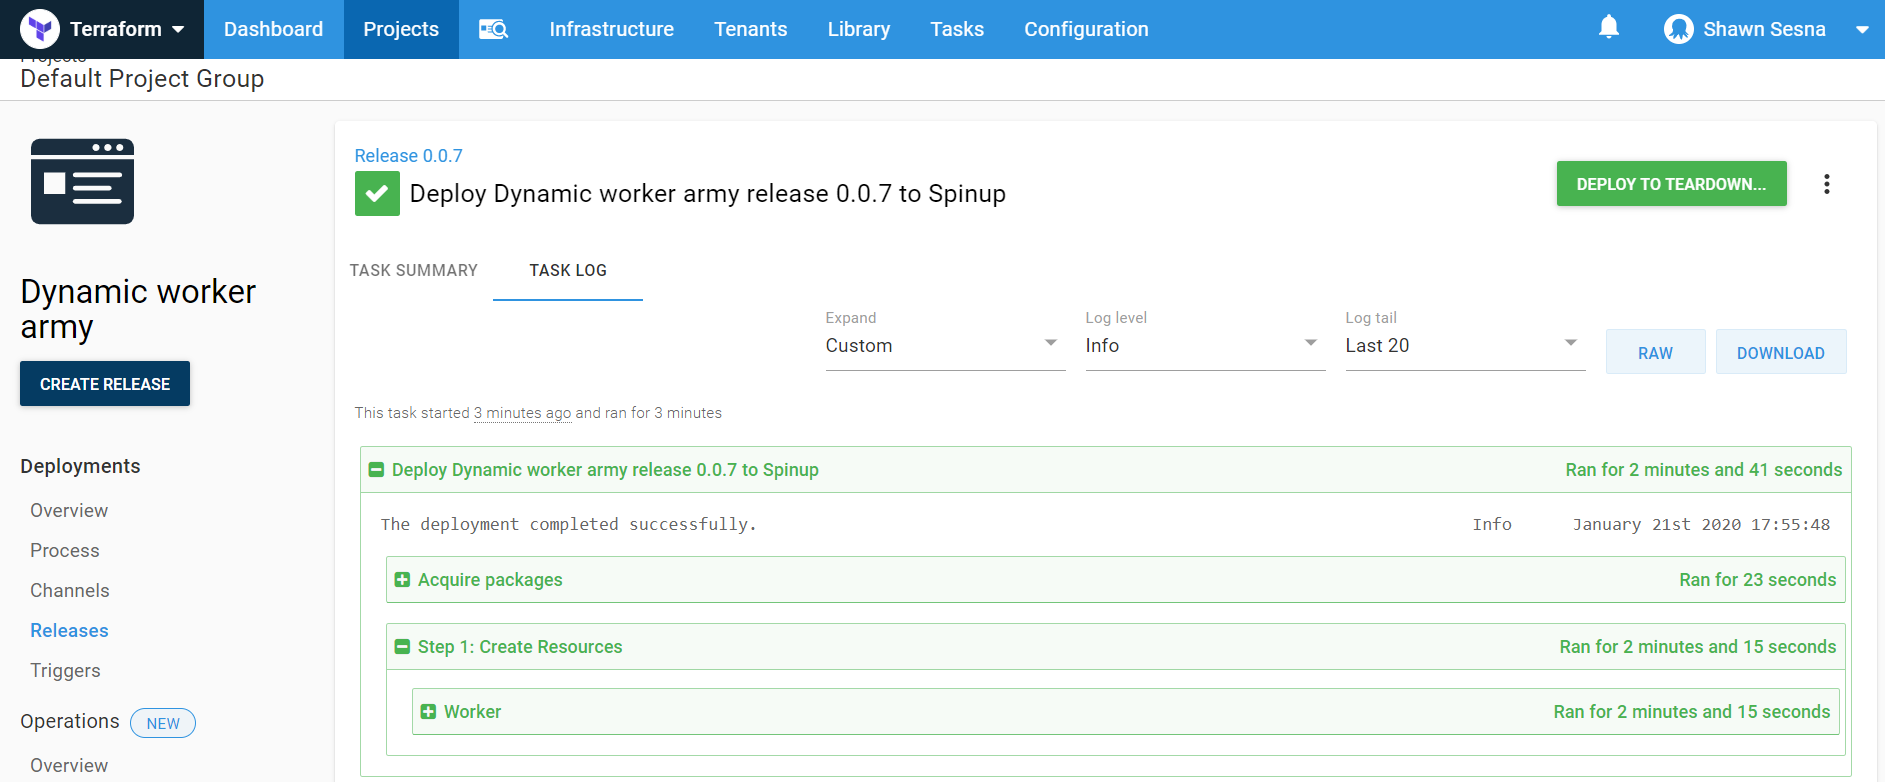 Terraform
Dashboard
Projects
Infrastructure
Tenants
Library
Tasks
Configuration
Shawn Sesna
Projects
Default Project Group
Dynamic worker
army
CREATE RELEASE
Deployments
Overview
Process
Channels
Releases
Triggers
Operations NEW
Overview
Release 0.0.7
Deploy Dynamic worker army release 0.0.7 to Spinup
DEPLOY TO TEARDOWN...
TASK SUMMARY
TASK LOG
Expand
Custom
Log level
Info
Log tail
Last 20
RAW
DOWNLOAD
This task started 3 minutes ago and ran for 3 minutes
Deploy Dynamic worker army release 0.0.7 to Spinup Ran for 2 minutes and 41 seconds
The deployment completed successfully. Info January 21st 2020 17:55:48
Acquire packages Ran for 23 seconds
Step 1: Create Resources Ran for 2 minutes and 15 seconds
Worker Ran for 2 minutes and 15 seconds